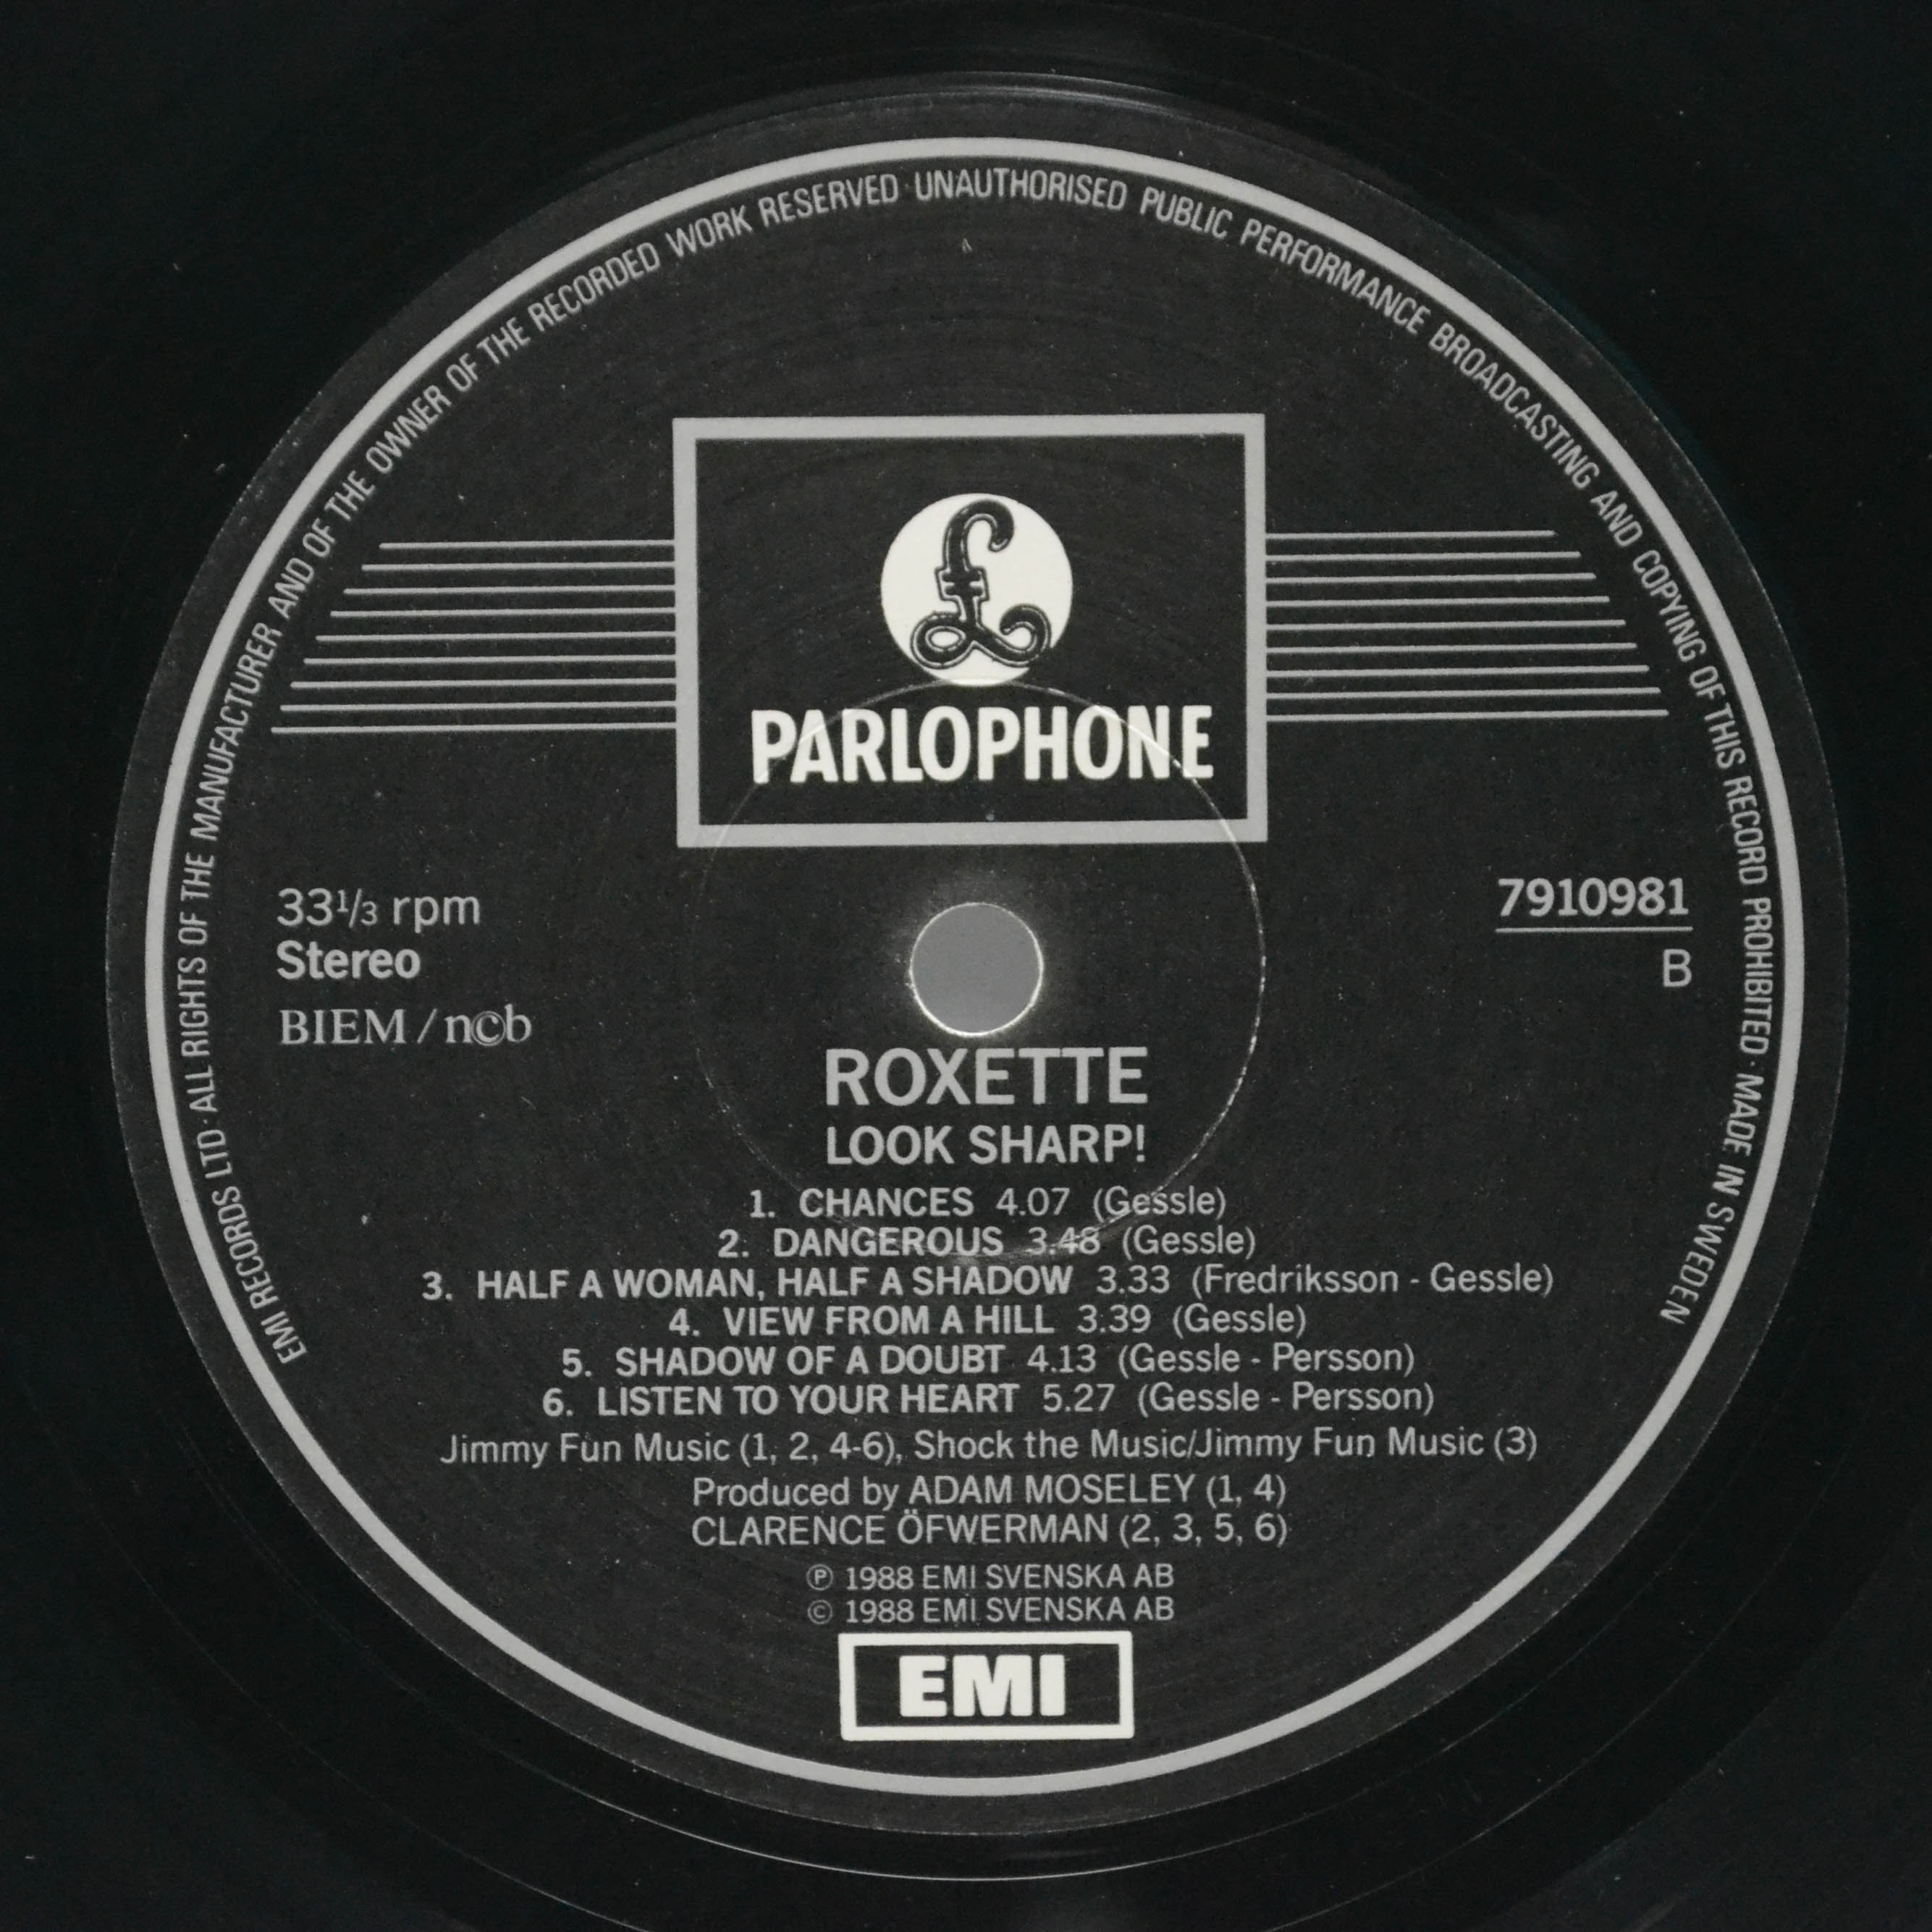 EMI RECORDS LTD· ALL RIGHTS OF THE MANUFACTURER AND OF THE OWNER OF THE RECORDED WORK RESERVED UNAUTHORISED PUBLIC PERFORMANCE BROADCASTING AND COPYING OF THIS RECORD PROHIBITED· MADE IN SWEDEN
£
PARLOPHONE
33⅓ rpm
Stereo
BIEM / n©b
7910981
B
ROXETTE
LOOK SHARP!
1. CHANCES 4.07 (Gessle)
2. DANGEROUS 3.48 (Gessle)
3. HALF A WOMAN, HALF A SHADOW 3.33 (Fredriksson - Gessle)
4. VIEW FROM A HILL 3.39 (Gessle)
5. SHADOW OF A DOUBT 4.13 (Gessle - Persson)
6. LISTEN TO YOUR HEART 5.27 (Gessle - Persson)
Jimmy Fun Music (1, 2, 4-6), Shock the Music/Jimmy Fun Music (3)
Produced by ADAM MOSELEY (1, 4)
CLARENCE ÖFWERMAN (2, 3, 5, 6)
℗ 1988 EMI SVENSKA AB
© 1988 EMI SVENSKA AB
EMI